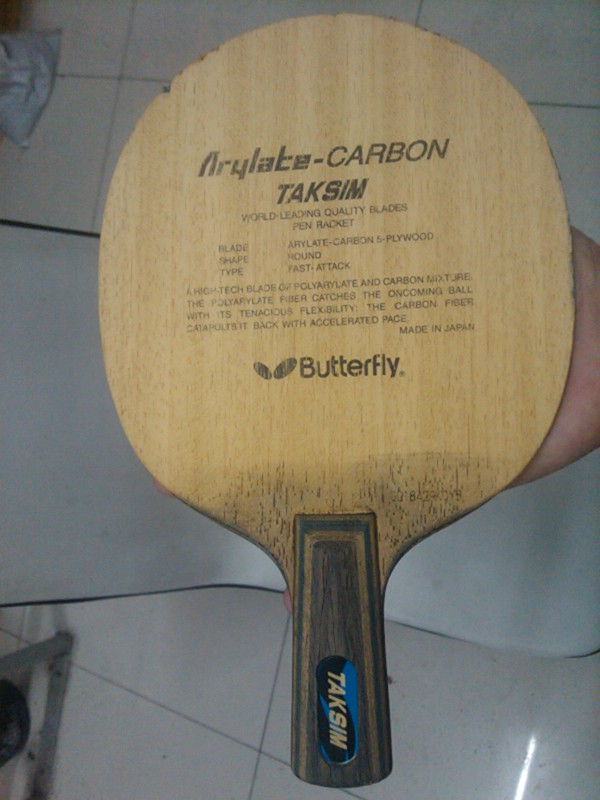 Arylate-CARBON
TAKSIM
WORLD-LEADING QUALITY BLADES
PEN RACKET
BLADE ARYLATE-CARBON 5-PLYWOOD
SHAPE ROUND
TYPE FAST-ATTACK
A HIGH-TECH BLADE OF POLYARYLATE AND CARBON MIXTURE.
THE POLYARYLATE FIBER CATCHES THE ONCOMING BALL
WITH ITS TENACIOUS FLEXIBILITY; THE CARBON FIBER
CATAPULTS IT BACK WITH ACCELERATED PACE.
MADE IN JAPAN
Butterfly®
TAKSIM